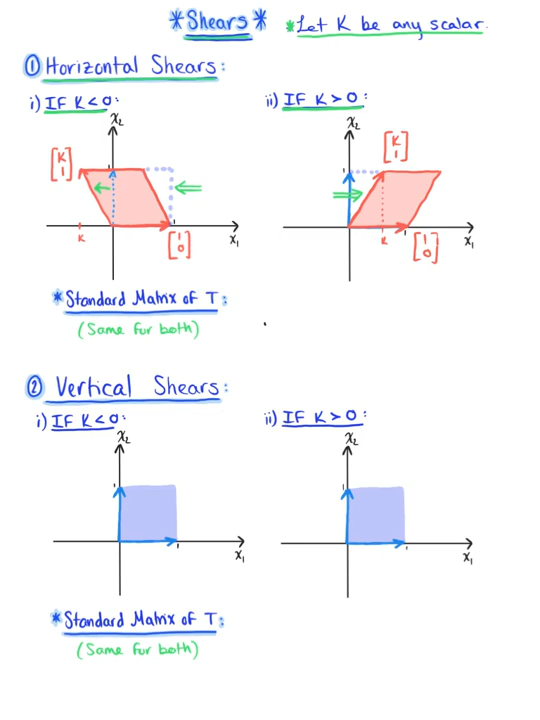 *Shears* *Let K be any scalar.
① Horizontal Shears:
i) IF K < 0: ii) IF K > 0:
x₂ x₂
[K 1] [K 1]
K x₁ K x₁
[1 0] [1 0]
*Standard Matrix of T:
(Same fur both)
② Vertical Shears:
i) IF K < 0: ii) IF K > 0:
x₂ x₂
1 1
1 x₁ 1 x₁
*Standard Matrix of T:
(Same fur both)